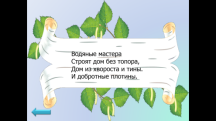 Водяные мастера
Строят дом без топора,
Дом из хвороста и тины.
И добротные плотины.